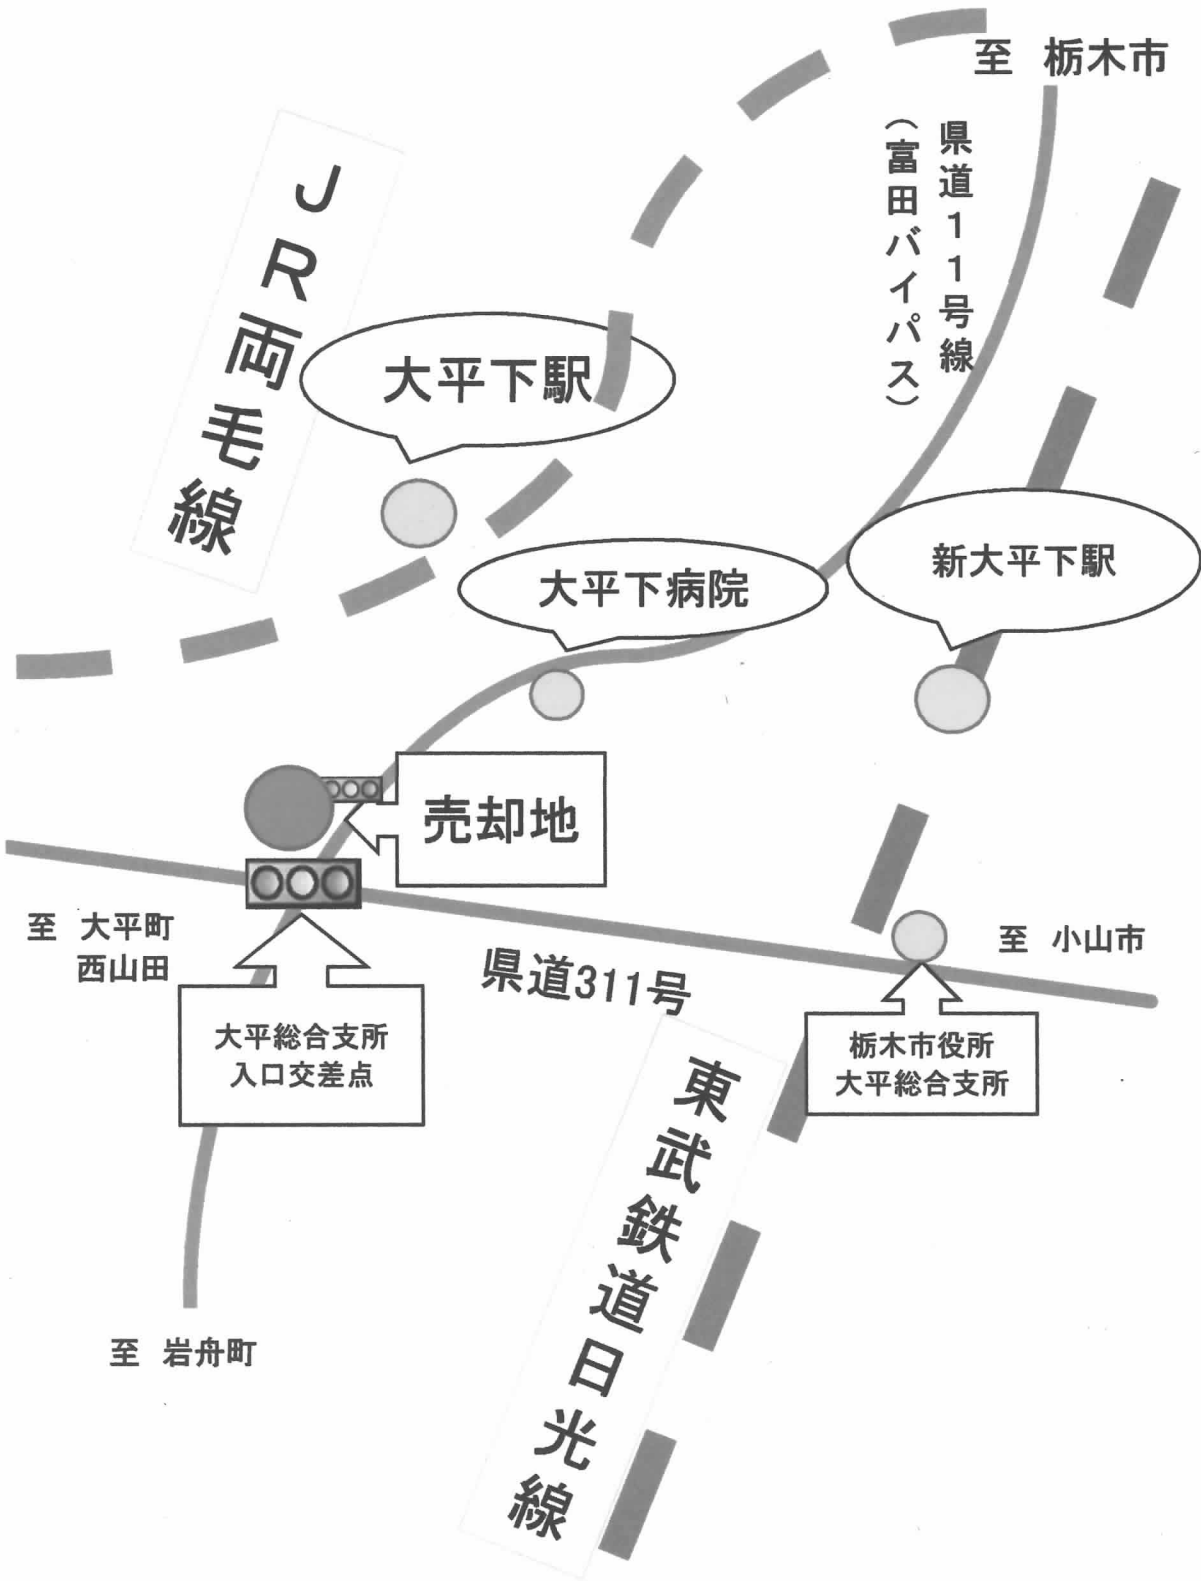 至 栃木市
県道11号線
（富田バイパス）
JR両毛線
大平下駅
新大平下駅
大平下病院
売却地
至 大平町
西山田
県道311号
至 小山市
大平総合支所
入口交差点
栃木市役所
大平総合支所
東武鉄道日光線
至 岩舟町